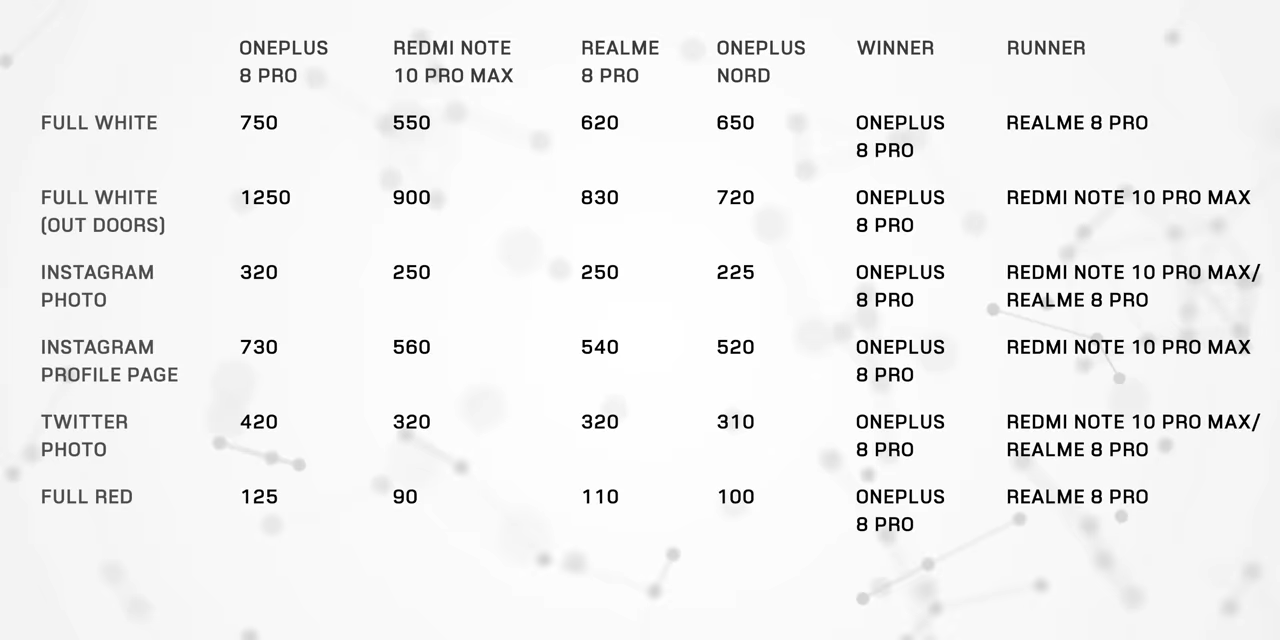 ONEPLUS 8 PRO REDMI NOTE 10 PRO MAX REALME 8 PRO ONEPLUS NORD WINNER RUNNER
FULL WHITE 750 550 620 650 ONEPLUS 8 PRO REALME 8 PRO
FULL WHITE (OUT DOORS) 1250 900 830 720 ONEPLUS 8 PRO REDMI NOTE 10 PRO MAX
INSTAGRAM PHOTO 320 250 250 225 ONEPLUS 8 PRO REDMI NOTE 10 PRO MAX/ REALME 8 PRO
INSTAGRAM PROFILE PAGE 730 560 540 520 ONEPLUS 8 PRO REDMI NOTE 10 PRO MAX
TWITTER PHOTO 420 320 320 310 ONEPLUS 8 PRO REDMI NOTE 10 PRO MAX/ REALME 8 PRO
FULL RED 125 90 110 100 ONEPLUS 8 PRO REALME 8 PRO